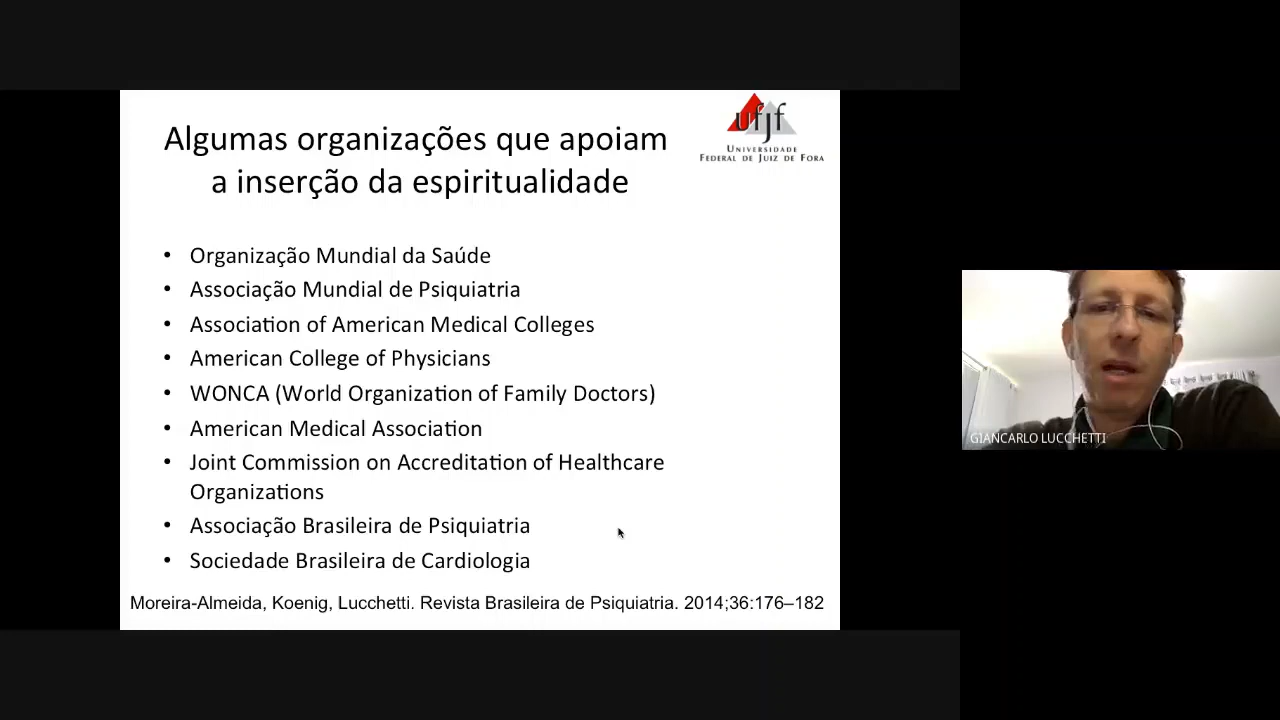 Algumas organizações que apoiam
a inserção da espiritualidade
ufjf
UNIVERSIDADE
FEDERAL DE JUIZ DE FORA
• Organização Mundial da Saúde
• Associação Mundial de Psiquiatria
• Association of American Medical Colleges
• American College of Physicians
• WONCA (World Organization of Family Doctors)
• American Medical Association
• Joint Commission on Accreditation of Healthcare
Organizations
• Associação Brasileira de Psiquiatria
• Sociedade Brasileira de Cardiologia
Moreira-Almeida, Koenig, Lucchetti. Revista Brasileira de Psiquiatria. 2014;36:176–182
GIANCARLO LUCCHETTI